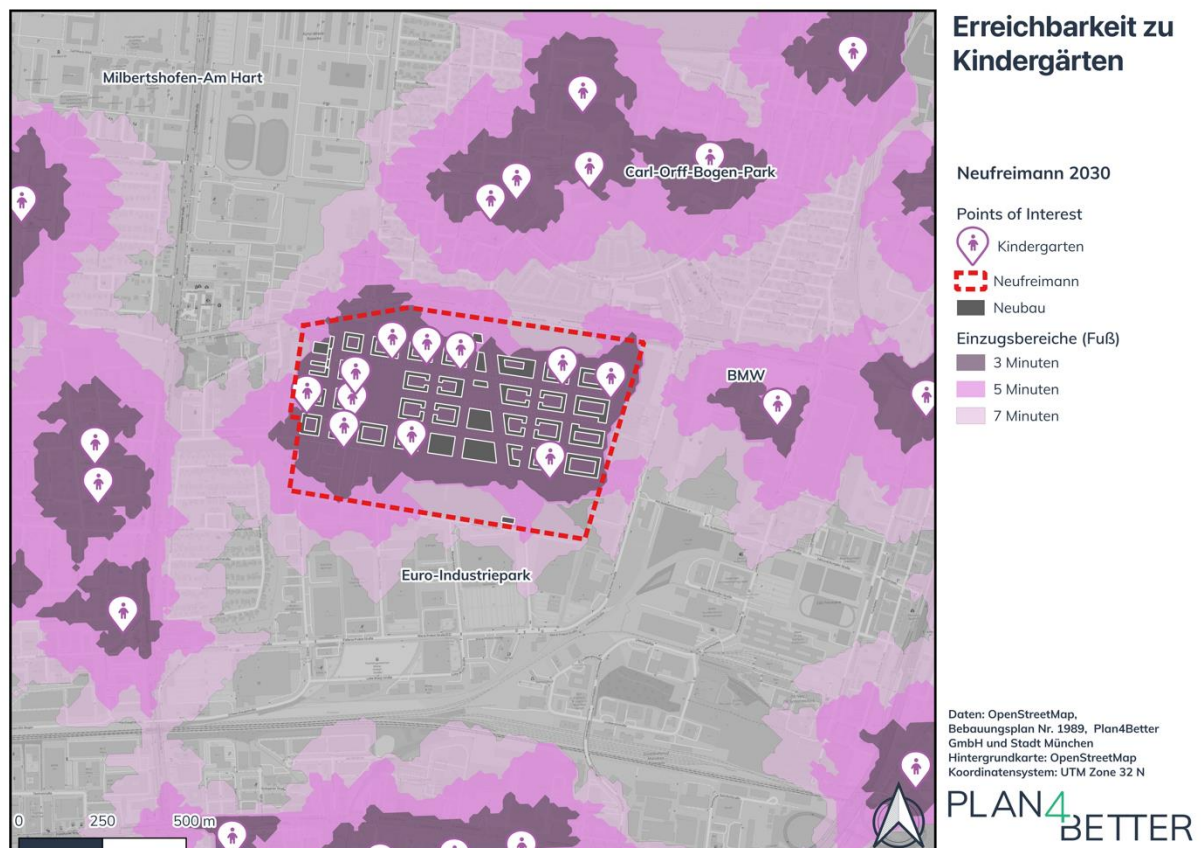 Erreichbarkeit zu
Kindergärten
Milbertshofen-Am Hart
Carl-Orff-Bogen-Park
BMW
Euro-Industriepark
0 250 500 m
Neufreimann 2030
Points of Interest
Kindergarten
Neufreimann
Neubau
Einzugsbereiche (Fuß)
3 Minuten
5 Minuten
7 Minuten
Daten: OpenStreetMap,
Bebauungsplan Nr. 1989, Plan4Better
GmbH und Stadt München
Hintergrundkarte: OpenStreetMap
Koordinatensystem: UTM Zone 32 N
PLAN4
BETTER